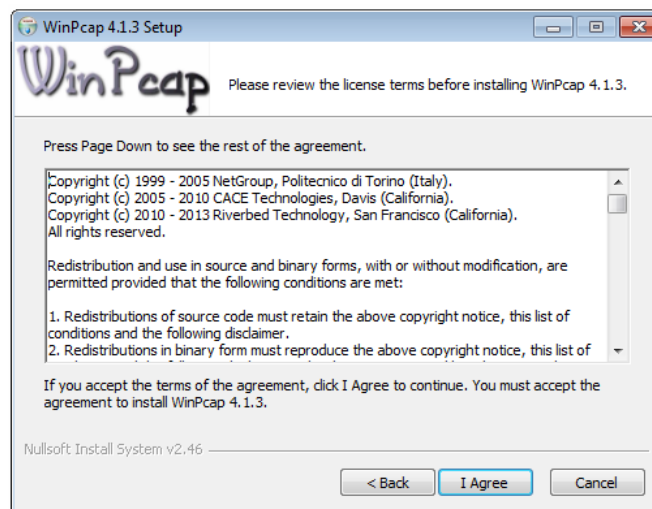 WinPcap 4.1.3 Setup
WinPcap
Please review the license terms before installing WinPcap 4.1.3.
Press Page Down to see the rest of the agreement.
Copyright (c) 1999 - 2005 NetGroup, Politecnico di Torino (Italy).
Copyright (c) 2005 - 2010 CACE Technologies, Davis (California).
Copyright (c) 2010 - 2013 Riverbed Technology, San Francisco (California).
All rights reserved.
Redistribution and use in source and binary forms, with or without modification, are
permitted provided that the following conditions are met:
1. Redistributions of source code must retain the above copyright notice, this list of
conditions and the following disclaimer.
2. Redistributions in binary form must reproduce the above copyright notice, this list of
If you accept the terms of the agreement, click I Agree to continue. You must accept the
agreement to install WinPcap 4.1.3.
Nullsoft Install System v2.46
< Back
I Agree
Cancel